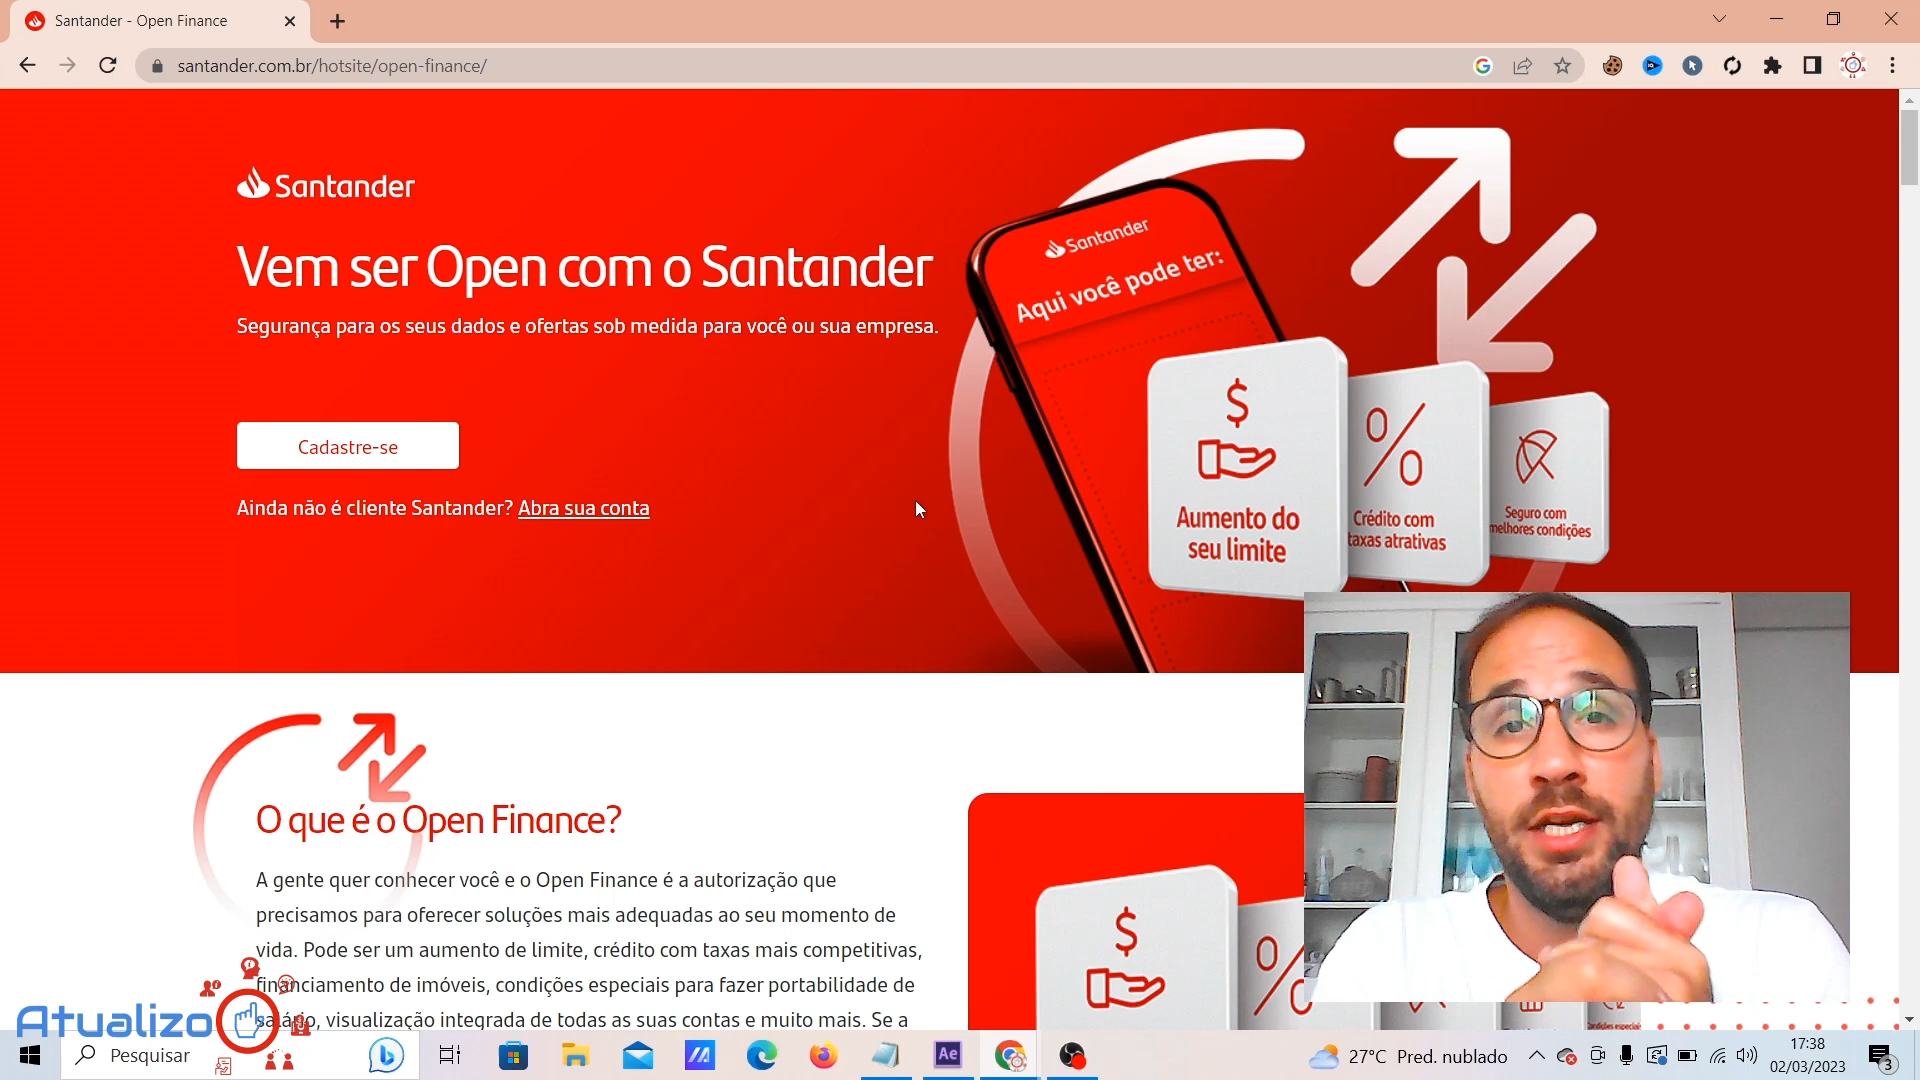 Santander - Open Finance
santander.com.br/hotsite/open-finance/
Santander
Vem ser Open com o Santander
Segurança para os seus dados e ofertas sob medida para você ou sua empresa.
Cadastre-se
Ainda não é cliente Santander? Abra sua conta
Santander
Aqui você pode ter:
$
Aumento do
seu limite
%
Crédito com
taxas atrativas
Seguro com
melhores condições
O que é o Open Finance?
A gente quer conhecer você e o Open Finance é a autorização que
precisamos para oferecer soluções mais adequadas ao seu momento de
vida. Pode ser um aumento de limite, crédito com taxas mais competitivas,
financiamento de imóveis, condições especiais para fazer portabilidade de
salário, visualização integrada de todas as suas contas e muito mais. Se a
$
%
Atualizo
Pesquisar
Ae
27°C Pred. nublado
17:38
02/03/2023
3